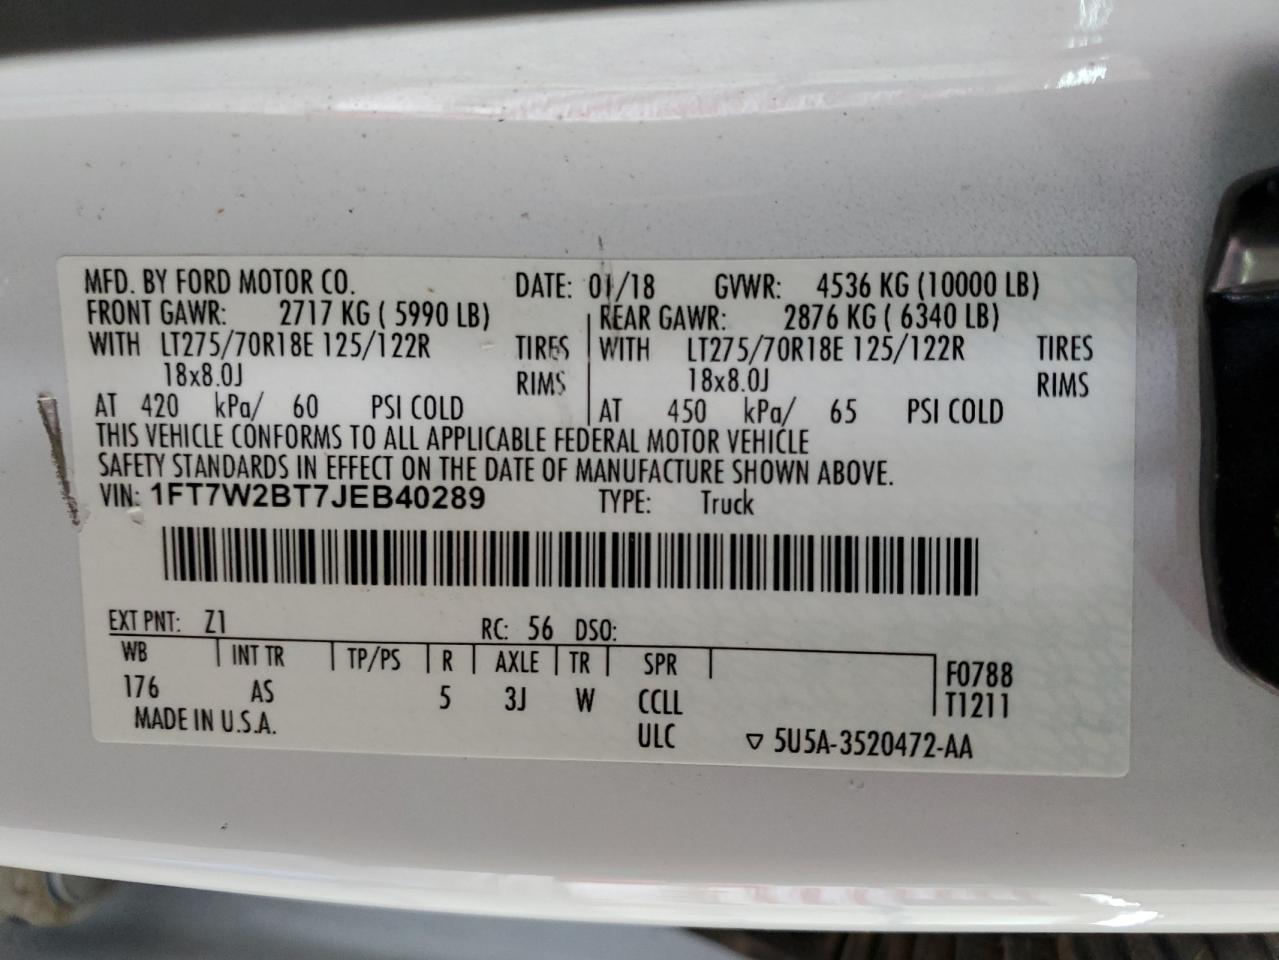 MFD. BY FORD MOTOR CO. DATE: 01/18 GVWR: 4536 KG (10000 LB)
FRONT GAWR: 2717 KG ( 5990 LB) REAR GAWR: 2876 KG ( 6340 LB)
WITH LT275/70R18E 125/122R TIRES WITH LT275/70R18E 125/122R TIRES
18x8.0J RIMS 18x8.0J RIMS
AT 420 kPa/ 60 PSI COLD AT 450 kPa/ 65 PSI COLD
THIS VEHICLE CONFORMS TO ALL APPLICABLE FEDERAL MOTOR VEHICLE
SAFETY STANDARDS IN EFFECT ON THE DATE OF MANUFACTURE SHOWN ABOVE.
VIN: 1FT7W2BT7JEB40289 TYPE: Truck
EXT PNT: Z1 RC: 56 DSO:
WB INT TR TP/PS R AXLE TR SPR F0788
176 AS 5 3J W CCLL T1211
MADE IN U.S.A. ULC ▽ 5U5A-3520472-AA